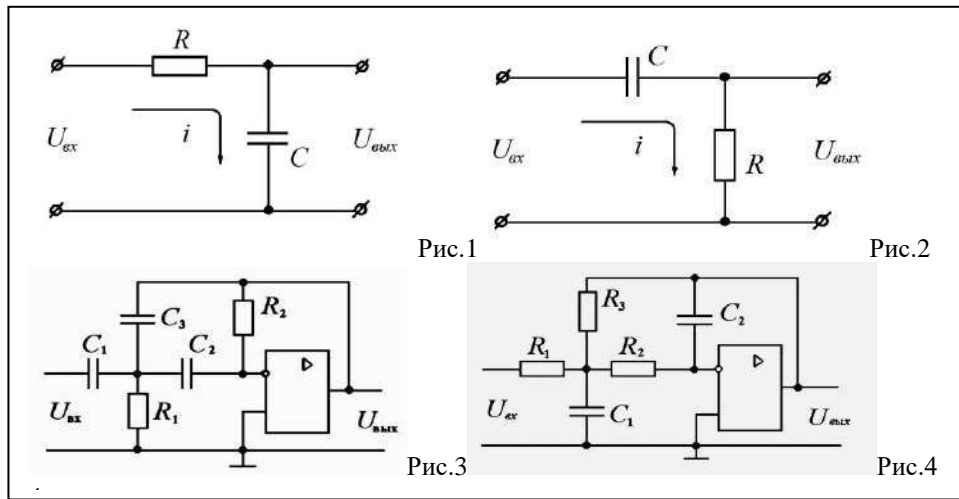 R
C
U_вх
i
C
U_вых
U_вх
i
R
U_вых
Рис.1
Рис.2
C₃
R₂
C₁
C₂
R₁
U_вх
U_вых
Рис.3
R₃
C₂
R₁
R₂
C₁
U_вх
U_вых
Рис.4